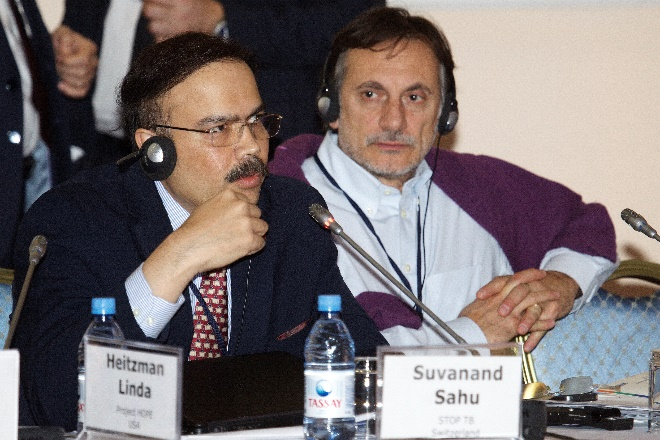 Heitzman
Linda
Project HOPE
USA
TASSAY
Suvanand
Sahu
STOP TB
Switzerland